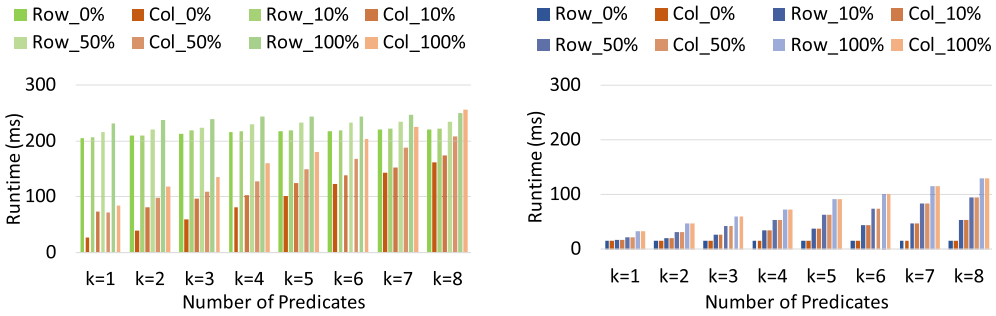 Row_0% Col_0% Row_10% Col_10%
Row_50% Col_50% Row_100% Col_100%
300
200
100
0
Runtime (ms)
k=1 k=2 k=3 k=4 k=5 k=6 k=7 k=8
Number of Predicates
Row_0% Col_0% Row_10% Col_10%
Row_50% Col_50% Row_100% Col_100%
300
200
100
0
Runtime (ms)
k=1 k=2 k=3 k=4 k=5 k=6 k=7 k=8
Number of Predicates